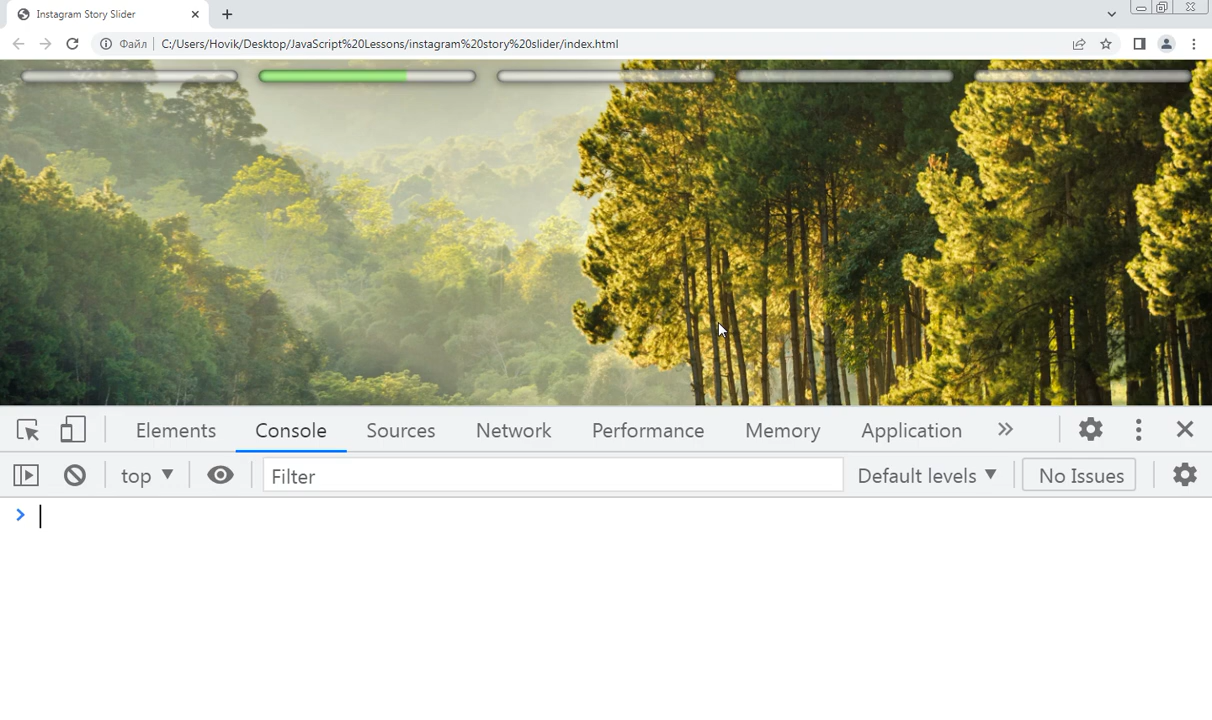 Instagram Story Slider
Файл C:/Users/Hovik/Desktop/JavaScript%20Lessons/instagram%20story%20slider/index.html
Elements Console Sources Network Performance Memory Application
top Filter Default levels No Issues